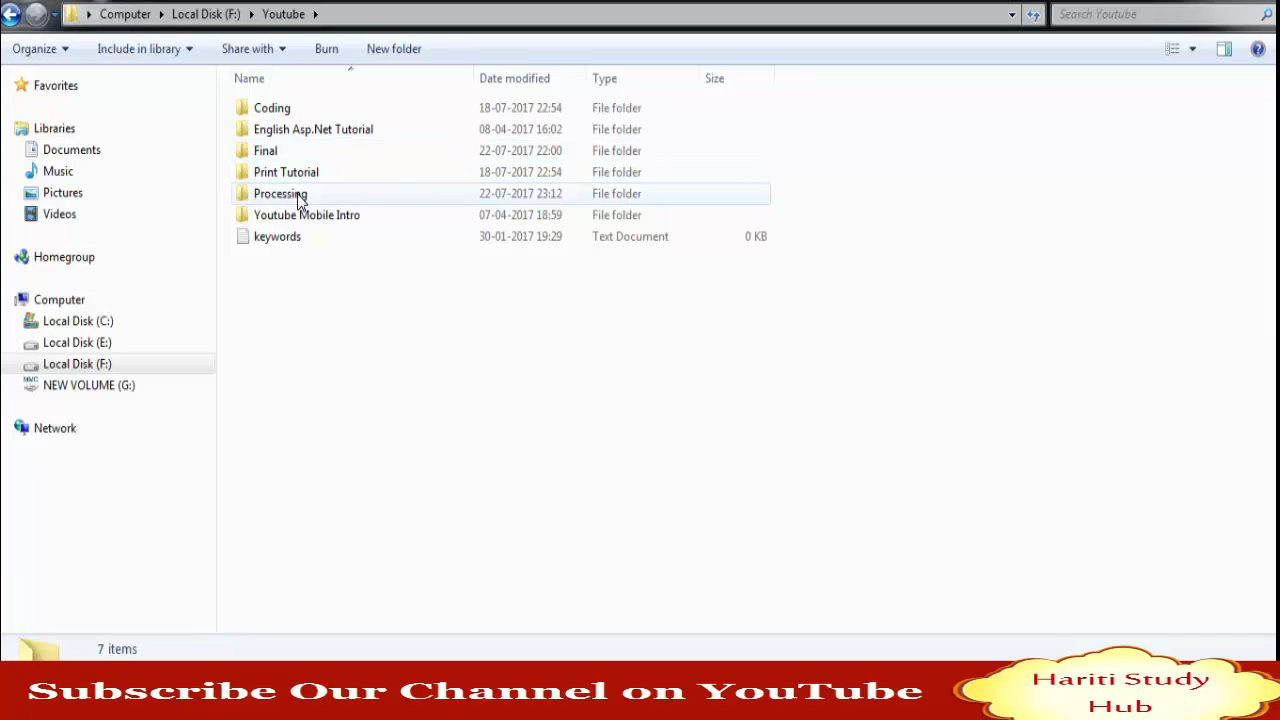 Computer Local Disk (F:) Youtube Search Youtube
Organize Include in library Share with Burn New folder
Name Date modified Type Size
Favorites
Libraries
Documents
Music
Pictures
Videos
Homegroup
Computer
Local Disk (C:)
Local Disk (E:)
Local Disk (F:)
MMC NEW VOLUME (G:)
Network
Coding 18-07-2017 22:54 File folder
English Asp.Net Tutorial 08-04-2017 16:02 File folder
Final 22-07-2017 22:00 File folder
Print Tutorial 18-07-2017 22:54 File folder
Processing 22-07-2017 23:12 File folder
Youtube Mobile Intro 07-04-2017 18:59 File folder
keywords 30-01-2017 19:29 Text Document 0 KB
7 items
Subscribe Our Channel on YouTube
Hariti Study
Hub